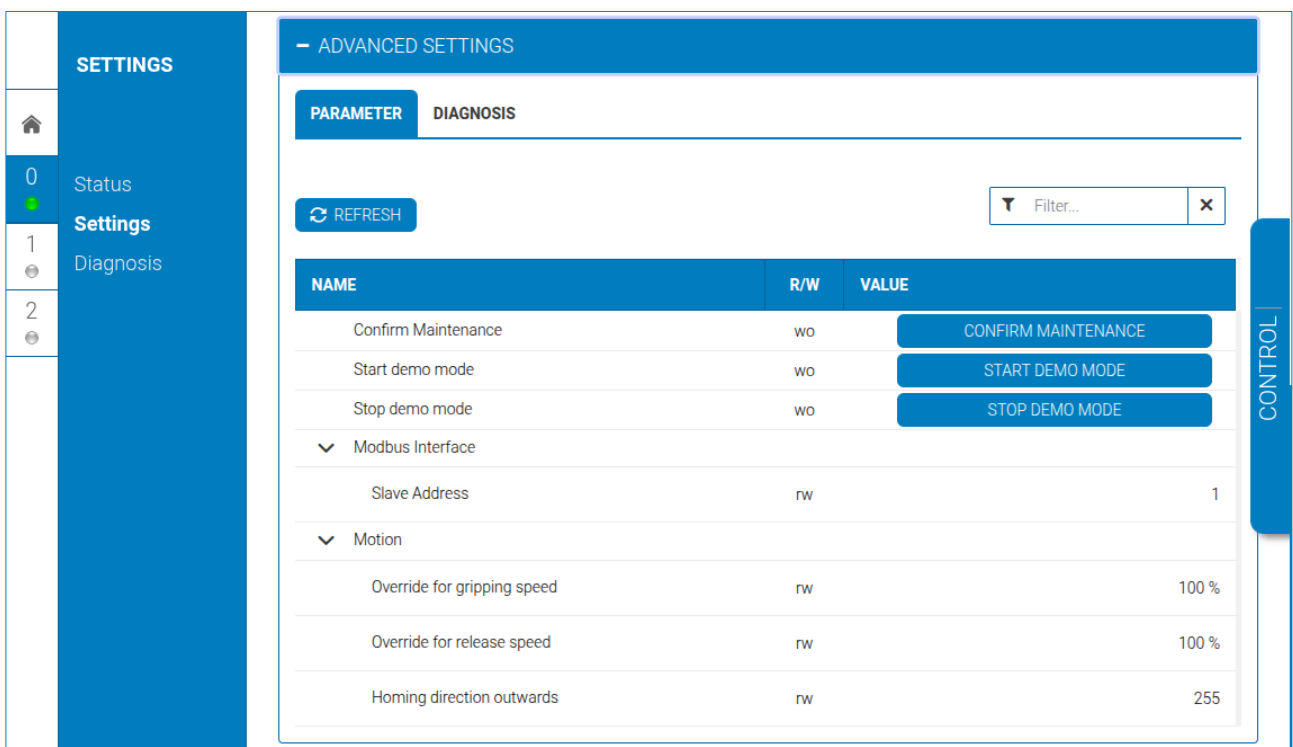 SETTINGS
0
1
2
Status
Settings
Diagnosis
– ADVANCED SETTINGS
PARAMETER DIAGNOSIS
REFRESH
Filter...
NAME R/W VALUE
Confirm Maintenance wo CONFIRM MAINTENANCE
Start demo mode wo START DEMO MODE
Stop demo mode wo STOP DEMO MODE
Modbus Interface
Slave Address rw 1
Motion
Override for gripping speed rw 100 %
Override for release speed rw 100 %
Homing direction outwards rw 255
CONTROL